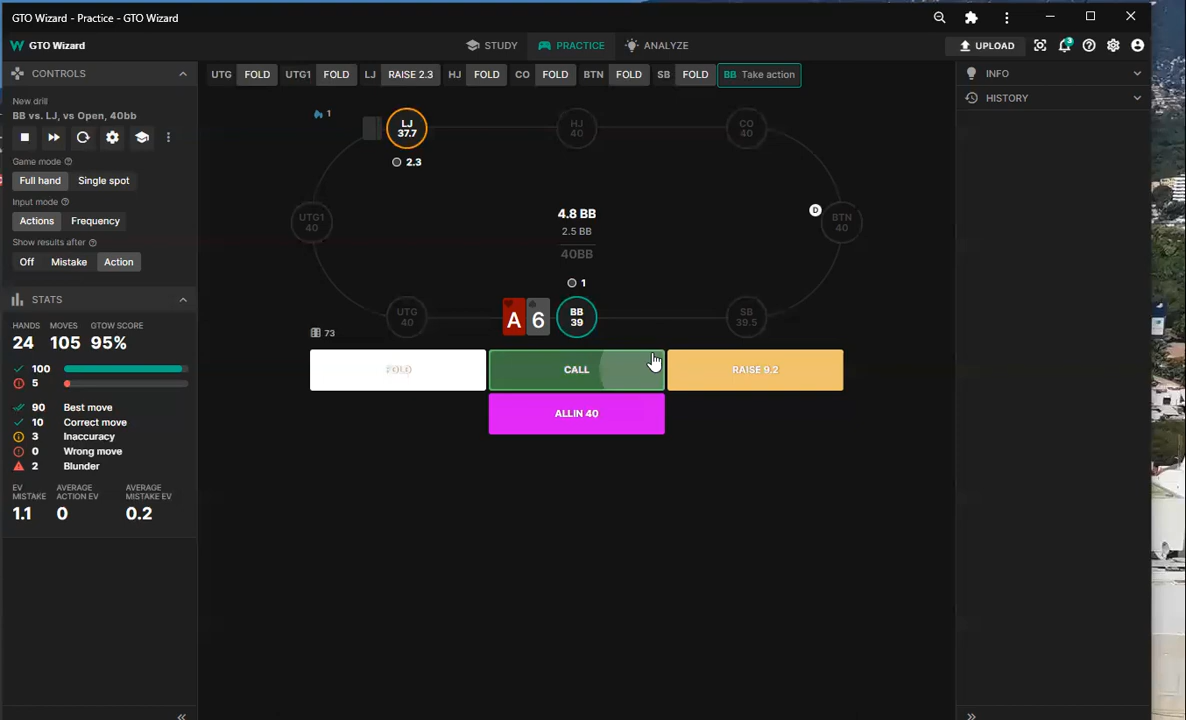 GTO Wizard - Practice - GTO Wizard
W GTO Wizard
STUDY
PRACTICE
ANALYZE
UPLOAD
3
CONTROLS
New drill
BB vs. LJ, vs Open, 40bb
Game mode
Full hand
Single spot
Input mode
Actions
Frequency
Show results after
Off
Mistake
Action
STATS
HANDS MOVES GTOW SCORE
24 105 95%
100
5
90 Best move
10 Correct move
3 Inaccuracy
0 Wrong move
2 Blunder
EV MISTAKE
AVERAGE ACTION EV
AVERAGE MISTAKE EV
1.1 0 0.2
UTG FOLD UTG1 FOLD LJ RAISE 2.3 HJ FOLD CO FOLD BTN FOLD SB FOLD BB Take action
1
LJ
37.7
2.3
HJ
40
CO
40
UTG1
40
4.8 BB
2.5 BB
40BB
D
BTN
40
1
UTG
40
A 6
BB
39
SB
39.5
73
FOLD
CALL
RAISE 9.2
ALLIN 40
INFO
HISTORY